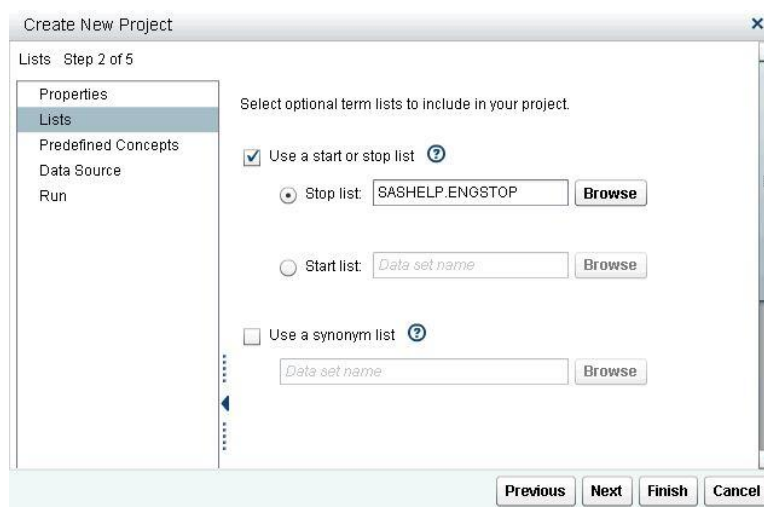 Create New Project
Lists Step 2 of 5
Properties
Lists
Predefined Concepts
Data Source
Run
Select optional term lists to include in your project.
Use a start or stop list
Stop list: SASHELP.ENGSTOP Browse
Start list: Data set name Browse
Use a synonym list
Data set name Browse
Previous Next Finish Cancel